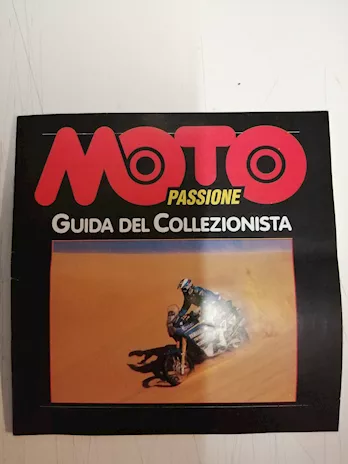 MOTO
PASSIONE
GUIDA DEL COLLEZIONISTA